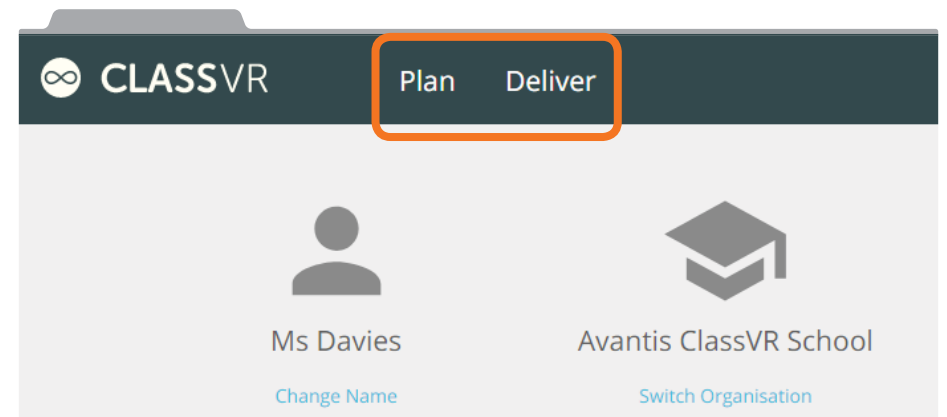 CLASSVR Plan Deliver
Ms Davies Avantis ClassVR School
Change Name Switch Organisation